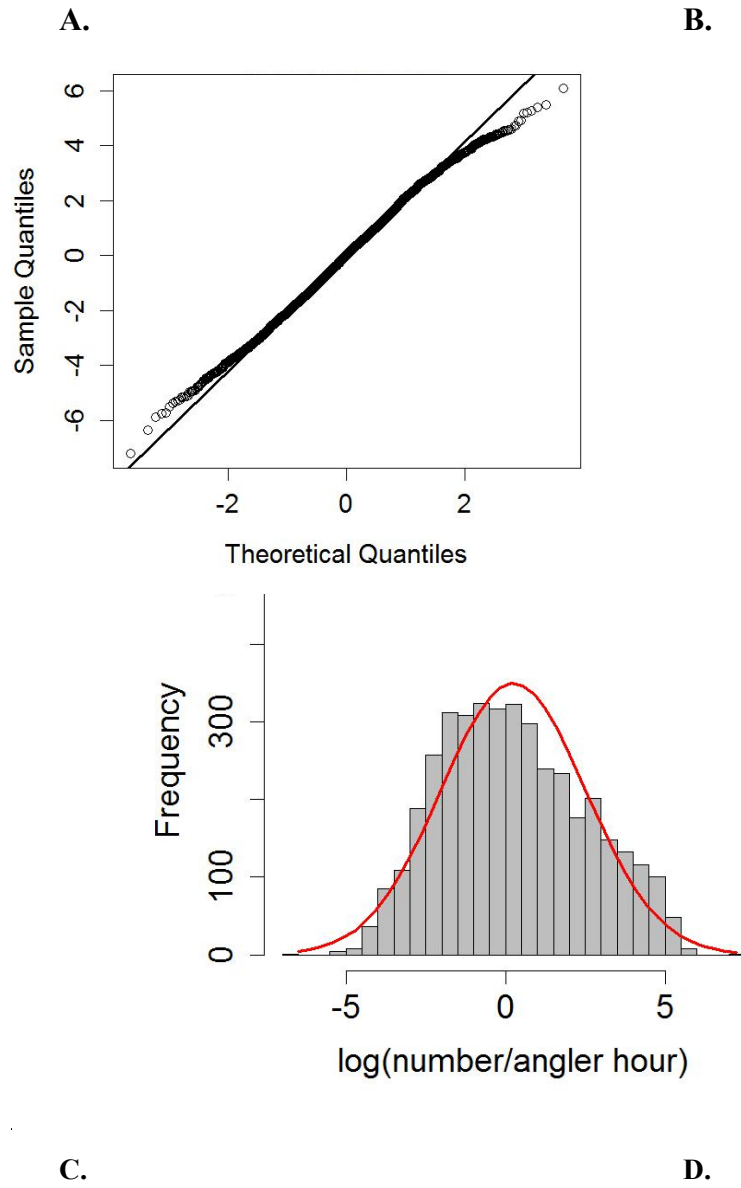 A. B.
6
4
2
0
-2
-4
-6
Sample Quantiles
-2 0 2
Theoretical Quantiles
300
100
0
Frequency
-5 0 5
log(number/angler hour)
C. D.